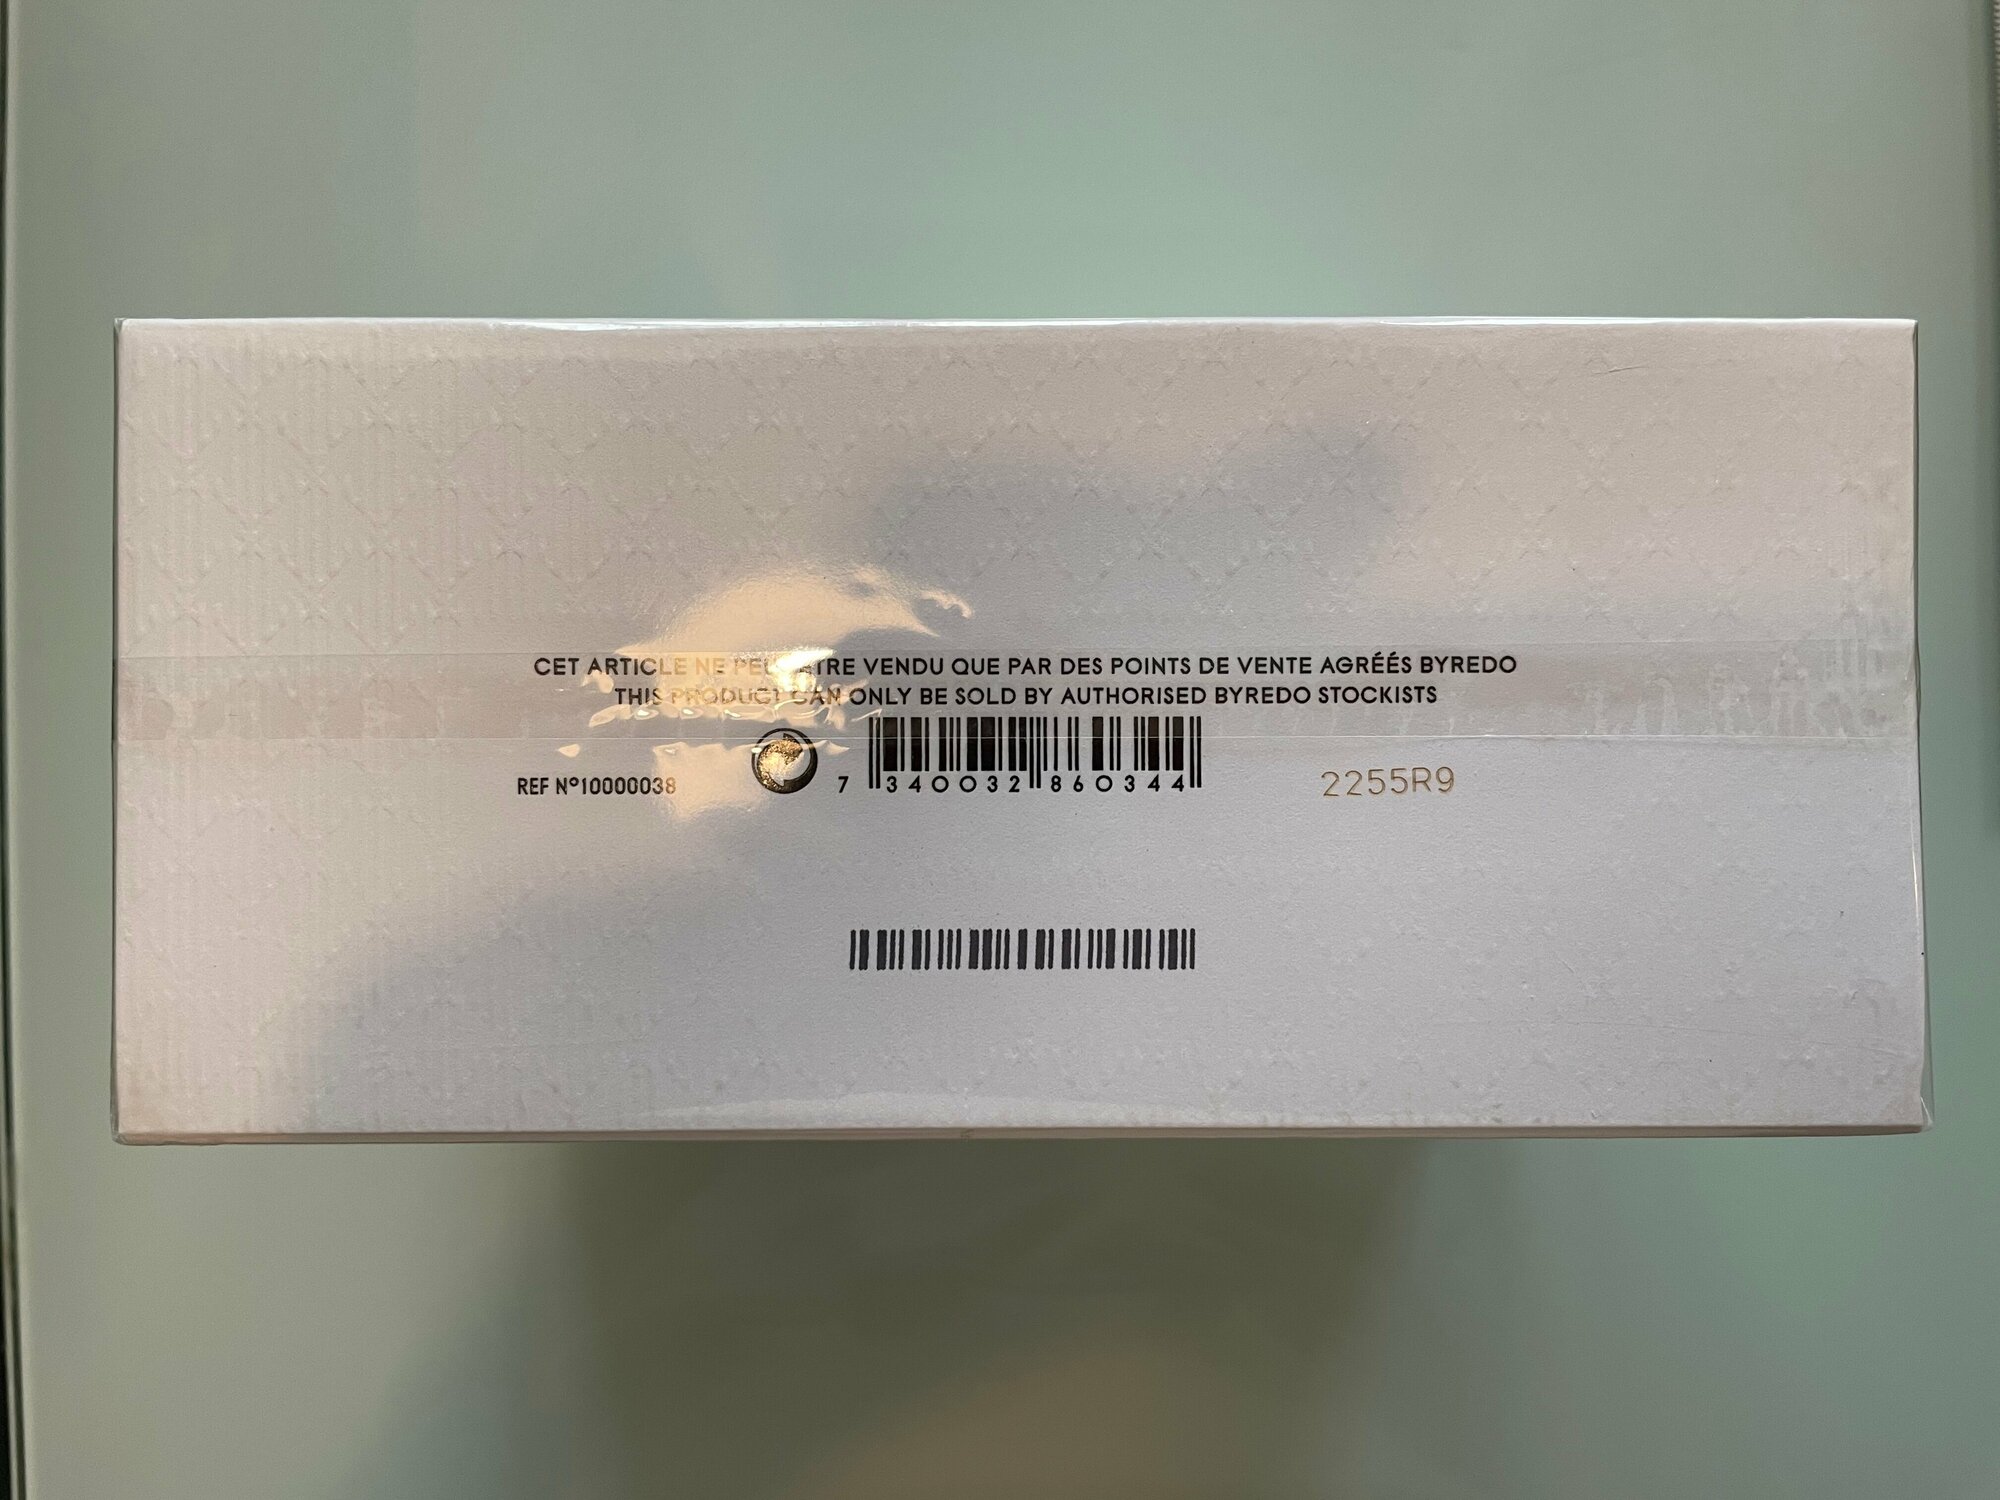 CET ARTICLE NE PEUT ÊTRE VENDU QUE PAR DES POINTS DE VENTE AGRÉÉS BYREDO
THIS PRODUCT CAN ONLY BE SOLD BY AUTHORISED BYREDO STOCKISTS
REF Nº10000038
7 340032 860344
2255R9